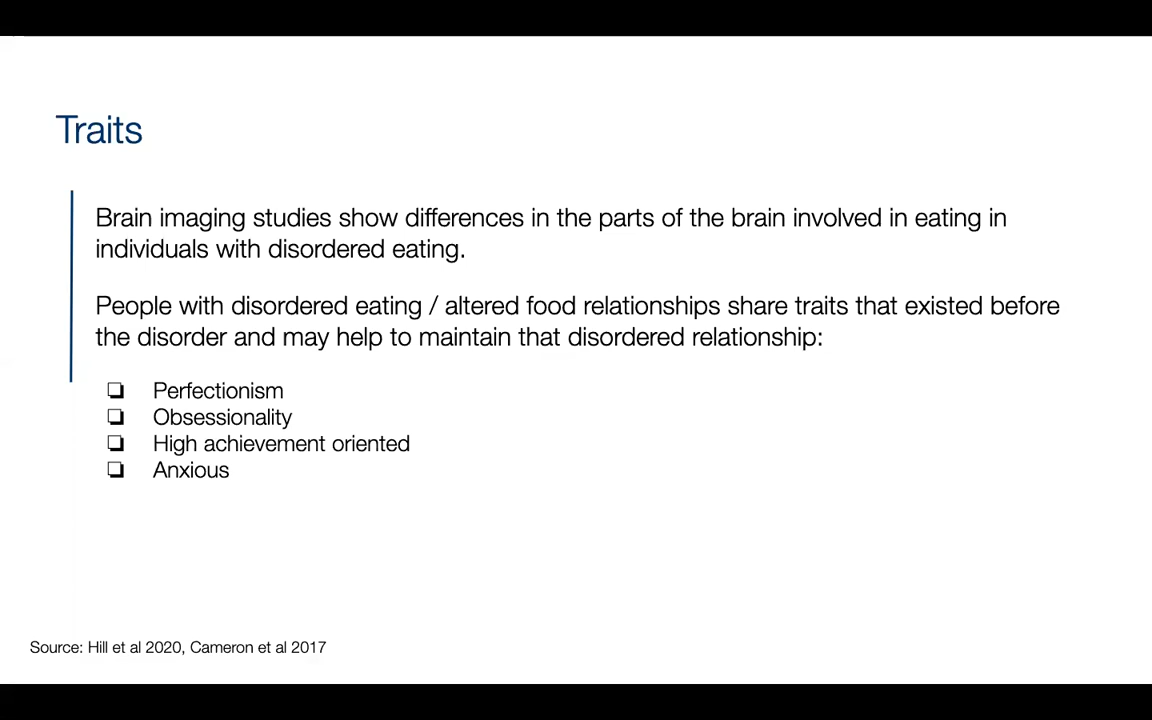 Traits
Brain imaging studies show differences in the parts of the brain involved in eating in
individuals with disordered eating.
People with disordered eating / altered food relationships share traits that existed before
the disorder and may help to maintain that disordered relationship:
❏ Perfectionism
❏ Obsessionality
❏ High achievement oriented
❏ Anxious
Source: Hill et al 2020, Cameron et al 2017